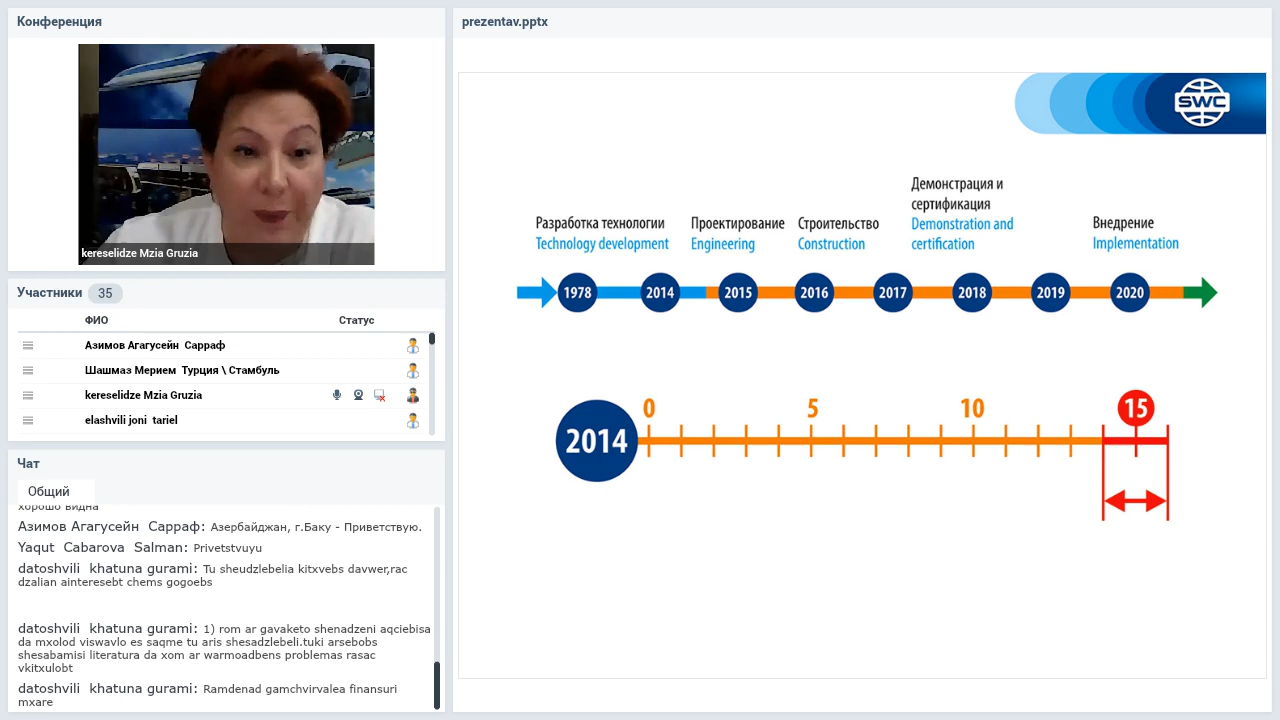 Конференция
kereselidze Mzia Gruzia
Участники 35
ФИО Статус
Азимов Агагусейн Сарраф
Шашмаз Мерием Турция \ Стамбуль
kereselidze Mzia Gruzia
elashvili joni tariel
Чат
Общий
хорошо видна
Азимов Агагусейн Сарраф: Азербайджан, г.Баку - Приветствую.
Yaqut Cabarova Salman: Privetstvuyu
datoshvili khatuna gurami: Tu sheudzlebelia kitxvebs davwer,rac
dzalian ainteresebt chems gogoebs
datoshvili khatuna gurami: 1) rom ar gavaketo shenadzeni aqciebisa
da mxolod viswavlo es saqme tu aris shesadzlebeli.tuki arsebobs
shesabamisi literatura da xom ar warmoadbens problemas rasac
vkitxulobt
datoshvili khatuna gurami: Ramdenad gamchvirvalea finansuri
mxare
prezentav.pptx
SWC
Разработка технологии
Technology development
Проектирование
Engineering
Строительство
Construction
Демонстрация и
сертификация
Demonstration and
certification
Внедрение
Implementation
1978 2014 2015 2016 2017 2018 2019 2020
0 5 10 15
2014